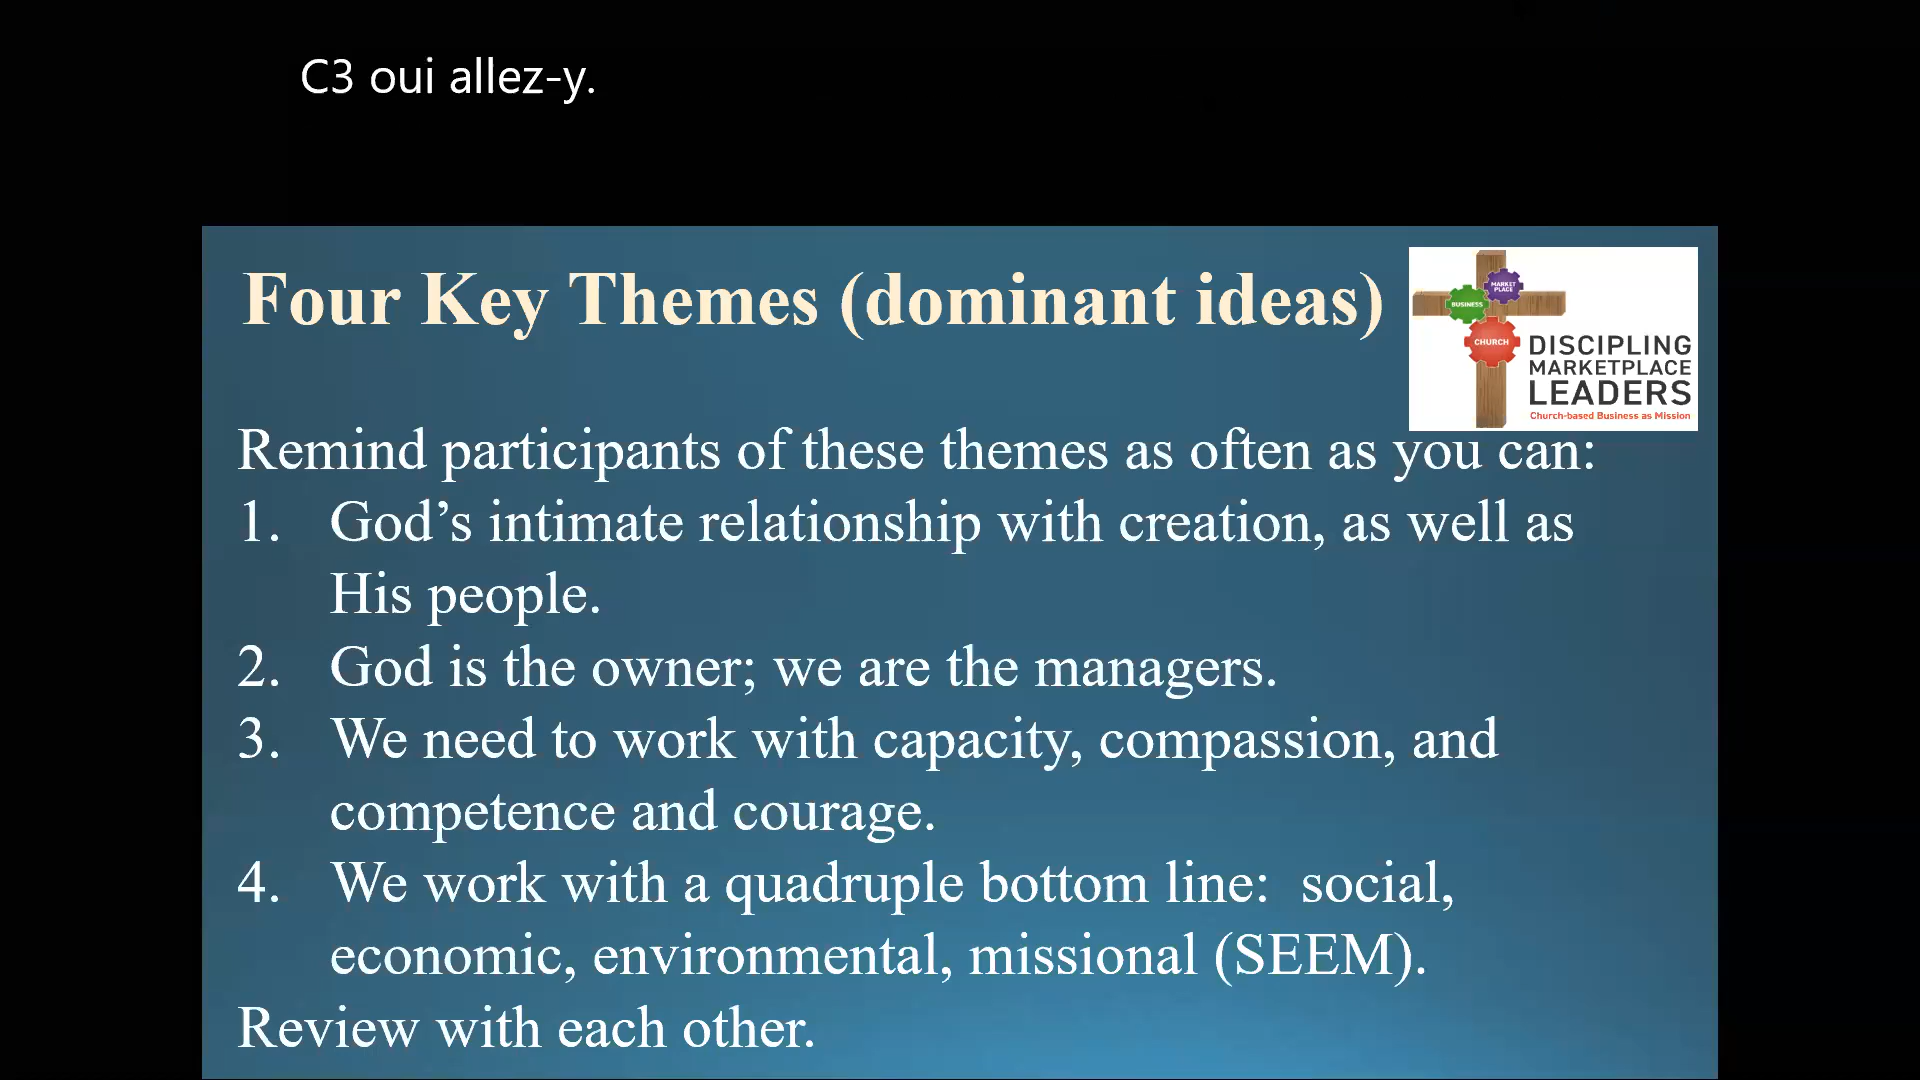 C3 oui allez-y.
Four Key Themes (dominant ideas)
MARKET
PLACE
BUSINESS
CHURCH
DISCIPLING
MARKETPLACE
LEADERS
Church-based Business as Mission
Remind participants of these themes as often as you can:
1. God’s intimate relationship with creation, as well as
His people.
2. God is the owner; we are the managers.
3. We need to work with capacity, compassion, and
competence and courage.
4. We work with a quadruple bottom line:  social,
economic, environmental, missional (SEEM).
Review with each other.